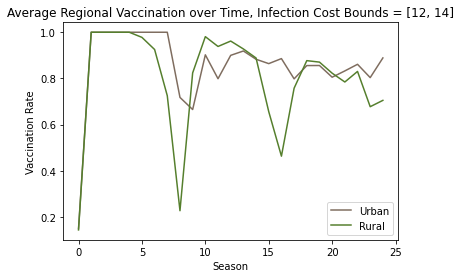 Average Regional Vaccination over Time, Infection Cost Bounds = [12, 14]
1.0
0.8
0.6
0.4
0.2
Vaccination Rate
0 5 10 15 20 25
Season
Urban
Rural